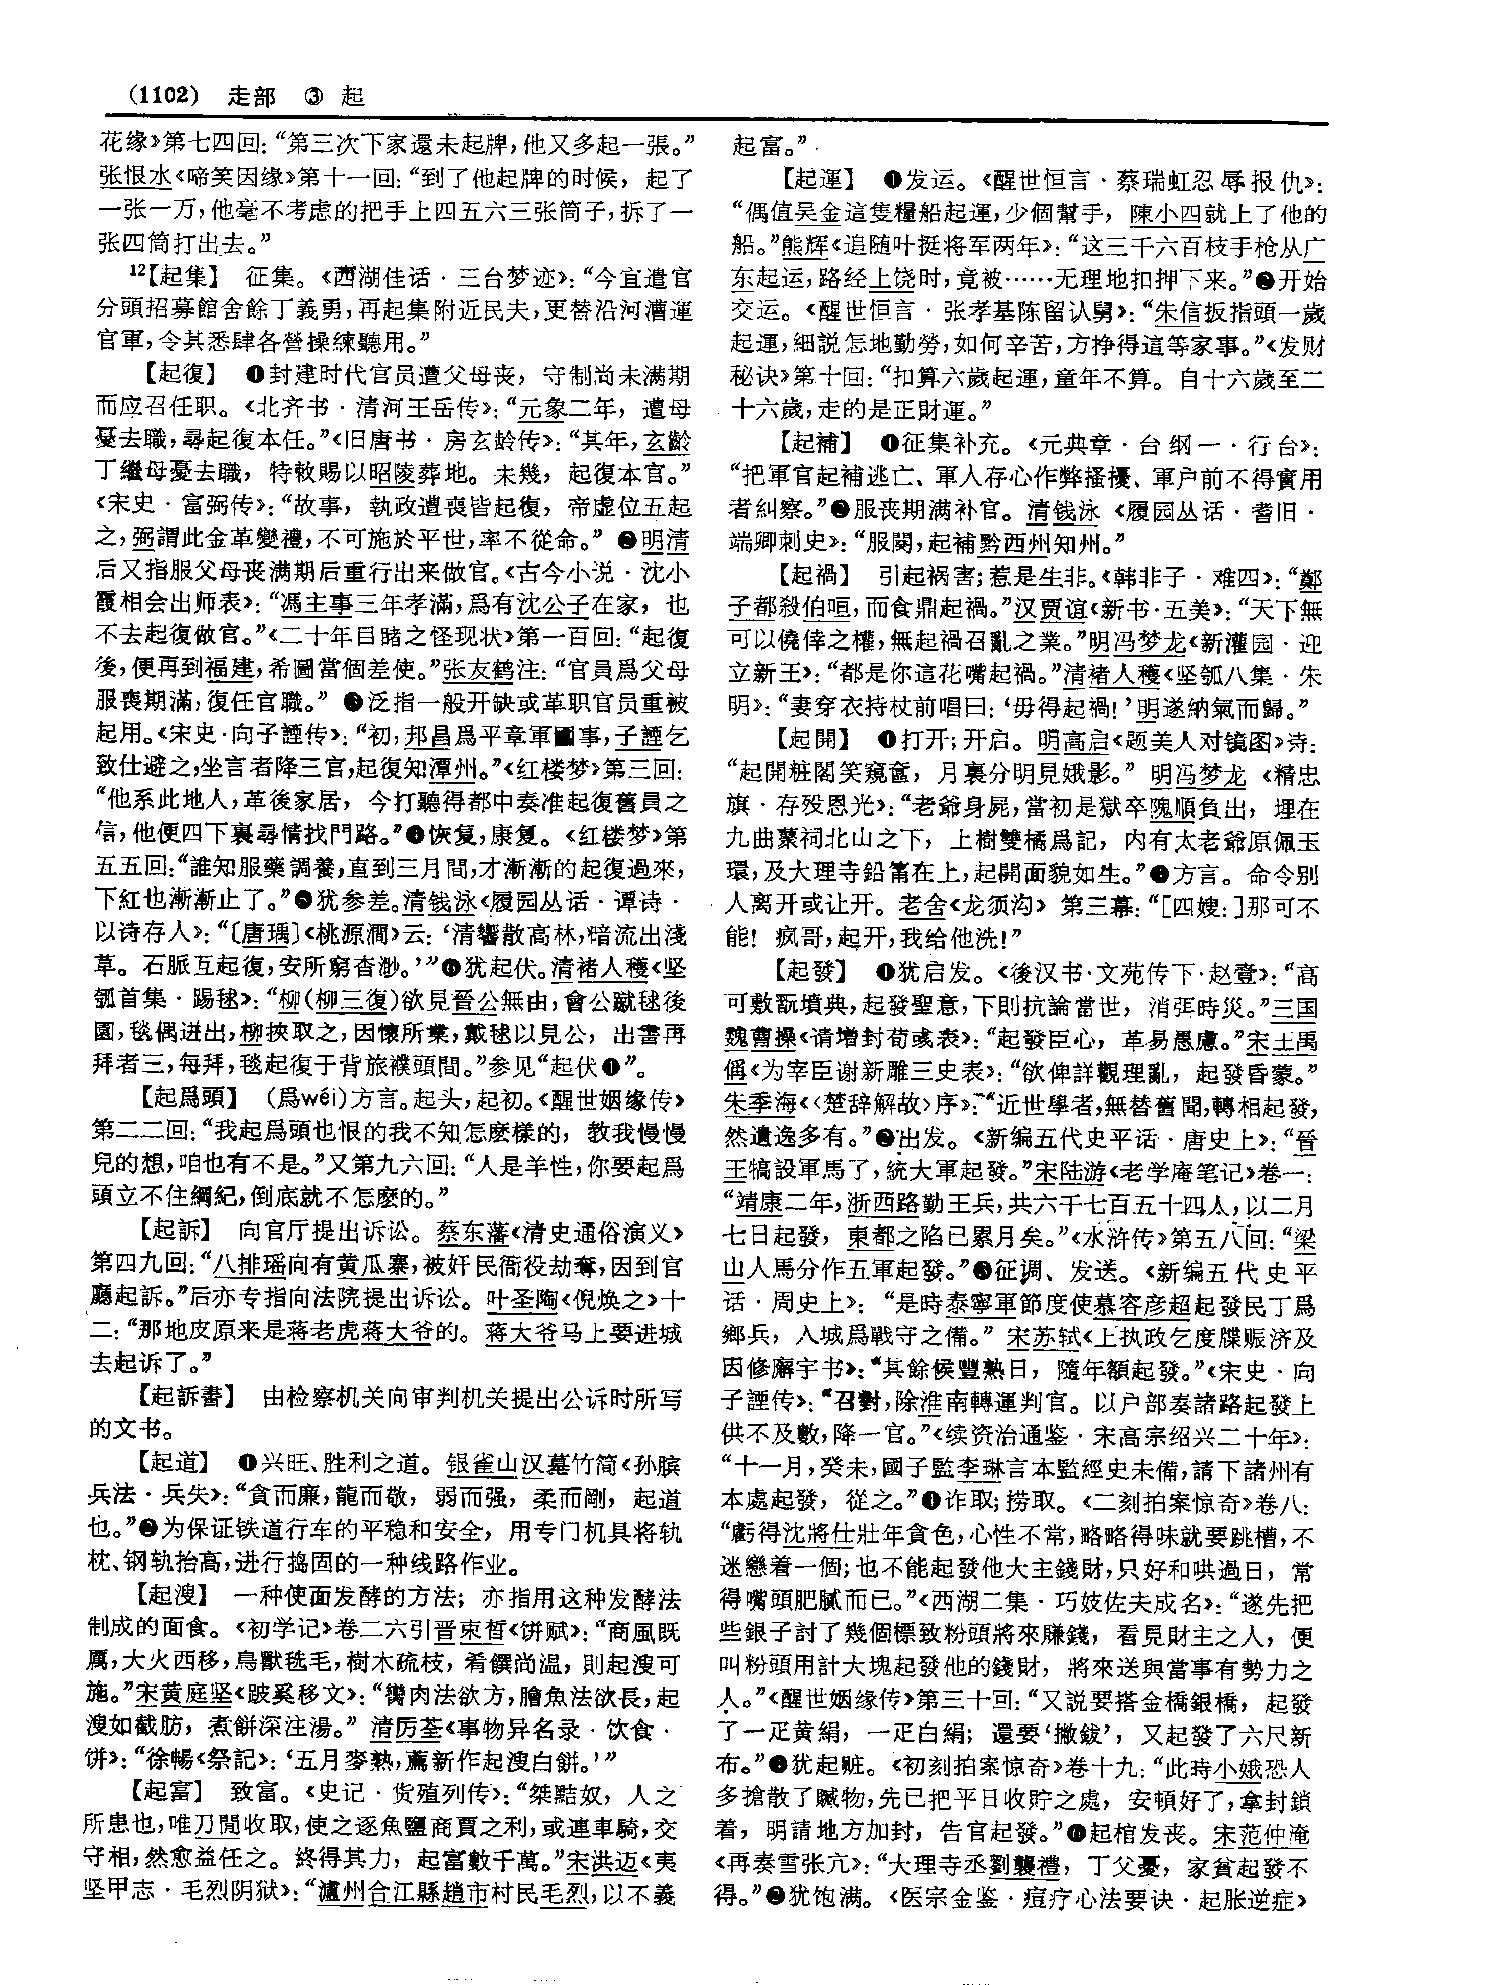 (1102) 走部 ③ 起
花缘》第七四回：“第三次下家還未起牌，他又多起一張。”
张恨水《啼笑因缘》第十一回：“到了他起牌的时候，起了
一张一万，他毫不考虑的把手上四五六三张筒子，拆了一
张四筒打出去。”
12【起集】 征集。《西湖佳话·三台梦迹》：“今宜遣官
分頭招募館舍餘丁義勇，再起集附近民夫，更替沿河漕運
官軍，令其悉肆各營操練聽用。”
【起復】 ❶封建时代官员遭父母丧，守制尚未满期
而应召任职。《北齐书·清河王岳传》：“元象二年，遭母
憂去職，尋起復本任。”《旧唐书·房玄龄传》：“其年，玄齡
丁繼母憂去職，特敕賜以昭陵葬地。未幾，起復本官。”
《宋史·富弼传》：“故事，執政遭喪皆起復，帝虚位五起
之，弼謂此金革變禮，不可施於平世，率不從命。”❷明清
后又指服父母丧满期后重行出来做官。《古今小说·沈小
霞相会出师表》：“馮主事三年孝滿，爲有沈公子在家，也
不去起復做官。”《二十年目睹之怪现状》第一百回：“起復
後，便再到福建，希圖當個差使。”张友鹤注：“官員爲父母
服喪期滿，復任官職。”❸泛指一般开缺或革职官员重被
起用。《宋史·向子諲传》：“初，邦昌爲平章軍國事，子諲乞
致仕避之，坐言者降三官，起復知潭州。”《红楼梦》第三回：
“他系此地人，革後家居，今打聽得都中奏准起復舊員之
信，他便四下裏尋情找門路。”❹恢复，康复。《红楼梦》第
五五回：“誰知服藥調養，直到三月間，才漸漸的起復過來，
下紅也漸漸止了。”❺犹参差。清钱泳《履园丛话·谭诗·
以诗存人》：“〔唐瑀〕《桃源澗》云：‘清響散高林，暗流出淺
草。石脈互起復，安所窮杳渺。’”❻犹起伏。清褚人穫《坚
瓠首集·踢毬》：“柳（柳三復）欲見晉公無由，會公蹴毬後
園，毬偶迸出，柳挾取之，因懷所業，戴毬以見公，出書再
拜者三，每拜，毬起復于背旅襆頭間。”参见“起伏❶”。
【起爲頭】 （爲wéi）方言。起头，起初。《醒世姻缘传》
第二二回：“我起爲頭也恨的我不知怎麽樣的，教我慢慢
兒的想，咱也有不是。”又第九六回：“人是羊性，你要起爲
頭立不住綱紀，倒底就不怎麽的。”
【起訴】 向官厅提出诉讼。蔡东藩《清史通俗演义》
第四九回：“八排瑶向有黄瓜寨，被奸民衙役劫奪，因到官
廳起訴。”后亦专指向法院提出诉讼。叶圣陶《倪焕之》十
二：“那地皮原来是蒋老虎蒋大爷的。蒋大爷马上要进城
去起诉了。”
【起訴書】 由检察机关向审判机关提出公诉时所写
的文书。
【起道】 ❶兴旺、胜利之道。银雀山汉墓竹简《孙膑
兵法·兵失》：“貪而廉，龍而敬，弱而强，柔而剛，起道
也。”❷为保证铁道行车的平稳和安全，用专门机具将轨
枕、钢轨抬高，进行捣固的一种线路作业。
【起溲】 一种使面发酵的方法；亦指用这种发酵法
制成的面食。《初学记》卷二六引晋束皙《饼赋》：“商風既
厲，大火西移，鳥獸毨毛，樹木疏枝，肴饌尚温，則起溲可
施。”宋黄庭坚《跛奚移文》：“臠肉法欲方，膾魚法欲長，起
溲如截肪，煮餅深注湯。”清厉荃《事物异名录·饮食·
饼》：“徐暢《祭記》：‘五月麥熟，薦新作起溲白餅。’”
【起富】 致富。《史记·货殖列传》：“桀黠奴，人之
所患也，唯刀閒收取，使之逐魚鹽商賈之利，或連車騎，交
守相，然愈益任之。終得其力，起富數千萬。”宋洪迈《夷
坚甲志·毛烈阴狱》：“瀘州合江縣趙市村民毛烈，以不義
起富。”
【起運】 ❶发运。《醒世恒言·蔡瑞虹忍辱报仇》：
“偶值吴金這隻糧船起運，少個幫手，陳小四就上了他的
船。”熊辉《追随叶挺将军两年》：“这三千六百枝手枪从广
东起运，路经上饶时，竟被……无理地扣押下来。”❷开始
交运。《醒世恒言·张孝基陈留认舅》：“朱信扳指頭一歲
起運，細説怎地勤勞，如何辛苦，方挣得這等家事。”《发财
秘诀》第十回：“扣算六歲起運，童年不算。自十六歲至二
十六歲，走的是正財運。”
【起補】 ❶征集补充。《元典章·台纲一·行台》：
“把軍官起補逃亡、軍人存心作弊搔擾、軍户前不得實用
者糾察。”❷服丧期满补官。清钱泳《履园丛话·耆旧·
端卿刺史》：“服闋，起補黔西州知州。”
【起禍】 引起祸害；惹是生非。《韩非子·难四》：“鄭
子都殺伯咺，而食鼎起禍。”汉贾谊《新书·五美》：“天下無
可以僥倖之權，無起禍召亂之業。”明冯梦龙《新灌园·迎
立新王》：“都是你這花嘴起禍。”清褚人穫《坚瓠八集·朱
明》：“妻穿衣持杖前唱曰：‘毋得起禍！’明遂納氣而歸。”
【起開】 ❶打开；开启。明高启《题美人对镜图》诗：
“起開粧閣笑窺奩，月裏分明見娥影。”明冯梦龙《精忠
旗·存殁恩光》：“老爺身屍，當初是獄卒隗順負出，埋在
九曲叢祠北山之下，上樹雙橘爲記，内有太老爺原佩玉
環，及大理寺鉛筩在上，起開面貌如生。”❷方言。命令别
人离开或让开。老舍《龙须沟》第三幕：“［四嫂：］那可不
能！疯哥，起开，我给他洗！”
【起發】 ❶犹启发。《後汉书·文苑传下·赵壹》：“高
可敷翫墳典，起發聖意，下則抗論當世，消弭時災。”三国
魏曹操《请增封荀彧表》：“起發臣心，革易愚慮。”宋王禹
偁《为宰臣谢新雕三史表》：“欲俾詳觀理亂，起發昏蒙。”
朱季海《〈楚辞解故〉序》：“近世學者，無替舊聞，轉相起發，
然遺逸多有。”❷出发。《新编五代史平话·唐史上》：“晉
王犒設軍馬了，統大軍起發。”宋陆游《老学庵笔记》卷一：
“靖康二年，浙西路勤王兵，共六千七百五十四人，以二月
七日起發，東都之陷已累月矣。”《水浒传》第五八回：“梁
山人馬分作五軍起發。”❸征调、发送。《新编五代史平
话·周史上》：“是時泰寧軍節度使慕容彦超起發民丁爲
鄉兵，入城爲戰守之備。”宋苏轼《上执政乞度牒赈济及
因修廨宇书》：“其餘候豐熟日，隨年額起發。”《宋史·向
子諲传》：“召對，除淮南轉運判官。以户部奏諸路起發上
供不及數，降一官。”《续资治通鉴·宋高宗绍兴二十年》：
“十一月，癸未，國子監李琳言本監經史未備，請下諸州有
本處起發，從之。”❹诈取；捞取。《二刻拍案惊奇》卷八：
“虧得沈將仕壯年貪色，心性不常，略略得味就要跳槽，不
迷戀着一個；也不能起發他大主錢財，只好和哄過日，常
得嘴頭肥膩而已。”《西湖二集·巧妓佐夫成名》：“遂先把
些銀子討了幾個標致粉頭將來賺錢，看見財主之人，便
叫粉頭用計大塊起發他的錢財，將來送與當事有勢力之
人。”《醒世姻缘传》第三十回：“又説要搭金橋銀橋，起發
了一疋黄絹，一疋白絹；還要‘撇鈸’，又起發了六尺新
布。”❺犹起赃。《初刻拍案惊奇》卷十九：“此時小娥恐人
多搶散了贓物，先已把平日收貯之處，安頓好了，拿封鎖
着，明請地方加封，告官起發。”❻起棺发丧。宋范仲淹
《再奏雪张亢》：“大理寺丞劉襲禮，丁父憂，家貧起發不
得。”❼犹饱满。《医宗金鉴·痘疗心法要诀·起胀逆症》